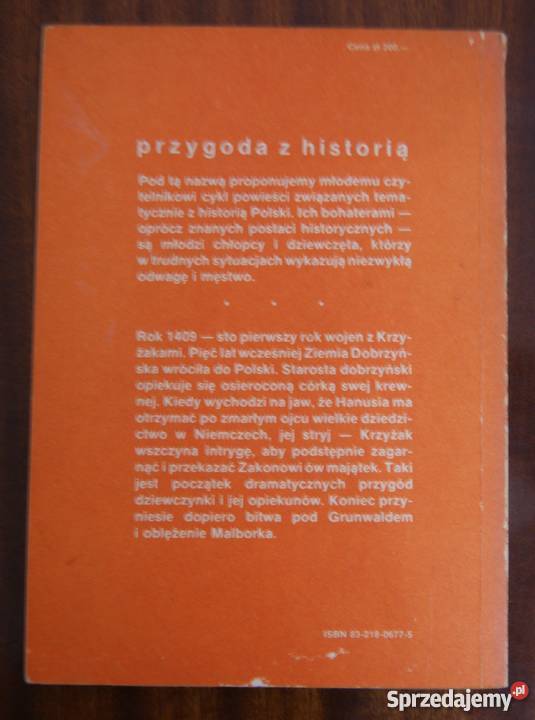 Cena zł 200,—
przygoda z historią
Pod tą nazwą proponujemy młodemu czy-
telnikowi cykl powieści związanych tema-
tycznie z historią Polski. Ich bohaterami —
oprócz znanych postaci historycznych —
są młodzi chłopcy i dziewczęta, którzy
w trudnych sytuacjach wykazują niezwykłą
odwagę i męstwo.
Rok 1409 — sto pierwszy rok wojen z Krzy-
żakami. Pięć lat wcześniej Ziemia Dobrzyń-
ska wróciła do Polski. Starosta dobrzyński
opiekuje się osieroconą córką swej krew-
nej. Kiedy wychodzi na jaw, że Hanusia ma
otrzymać po zmarłym ojcu wielkie dziedzi-
ctwo w Niemczech, jej stryj — Krzyżak
wszczyna intrygę, aby podstępnie zagar-
nąć i przekazać Zakonowi ów majątek. Taki
jest początek dramatycznych przygód
dziewczynki i jej opiekunów. Koniec przy-
niesie dopiero bitwa pod Grunwaldem
i oblężenie Malborka.
ISBN 83-218-0677-5
Sprzedajemy.pl